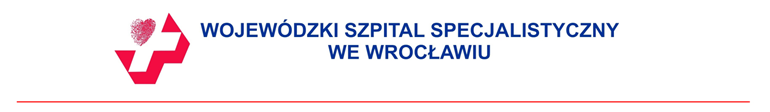 WOJEWÓDZKI SZPITAL SPECJALISTYCZNY
WE WROCŁAWIU